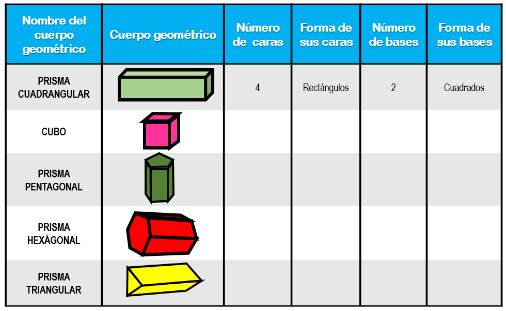 Nombre del
cuerpo
geométrico
Cuerpo geométrico
Número
de caras
Forma de
sus caras
Número
de bases
Forma de
sus bases
PRISMA
CUADRANGULAR
4
Rectángulos
2
Cuadrados
CUBO
PRISMA
PENTAGONAL
PRISMA
HEXÀGONAL
PRISMA
TRIANGULAR